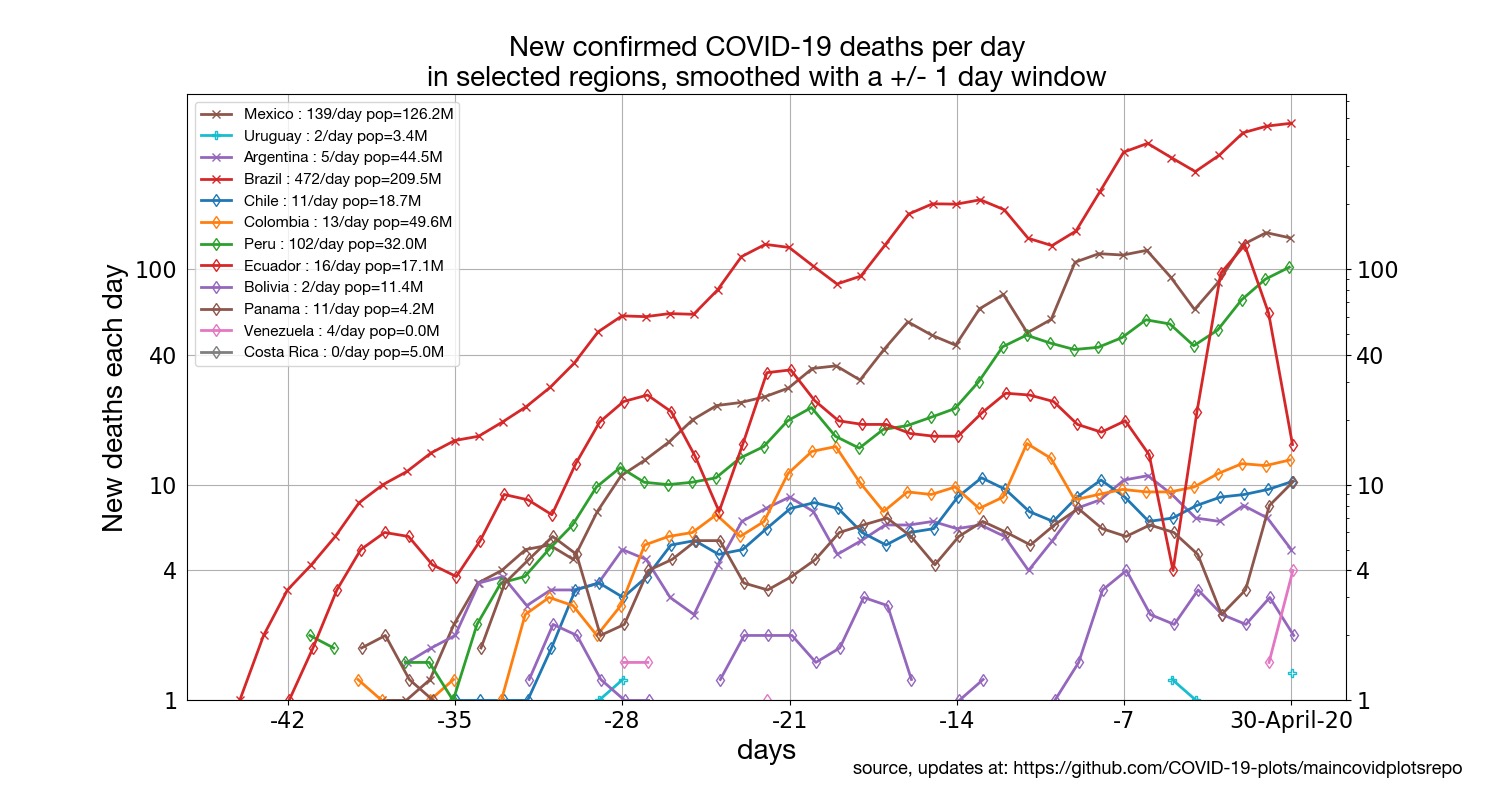 New confirmed COVID-19 deaths per day
in selected regions, smoothed with a +/- 1 day window
Mexico : 139/day pop=126.2M
Uruguay : 2/day pop=3.4M
Argentina : 5/day pop=44.5M
Brazil : 472/day pop=209.5M
Chile : 11/day pop=18.7M
Colombia : 13/day pop=49.6M
Peru : 102/day pop=32.0M
Ecuador : 16/day pop=17.1M
Bolivia : 2/day pop=11.4M
Panama : 11/day pop=4.2M
Venezuela : 4/day pop=0.0M
Costa Rica : 0/day pop=5.0M
New deaths each day
100
40
10
4
1
100
40
10
4
1
-42 -35 -28 -21 -14 -7 30-April-20
days
source, updates at: https://github.com/COVID-19-plots/maincovidplotsrepo